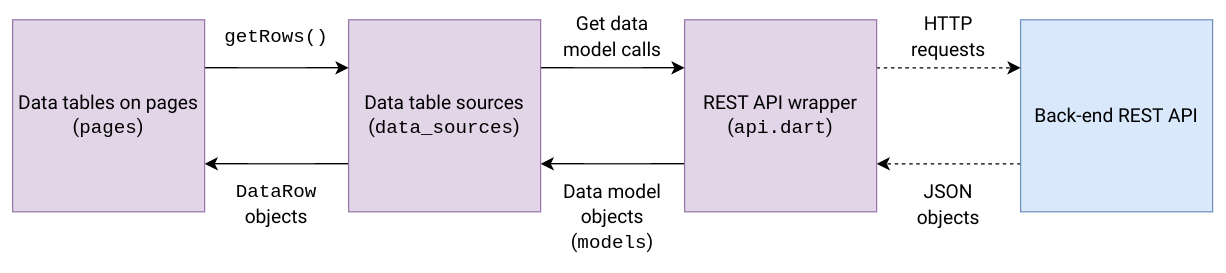 Data tables on pages
(pages)
getRows()
DataRow
objects
Data table sources
(data_sources)
Get data
model calls
Data model
objects
(models)
REST API wrapper
(api.dart)
HTTP
requests
JSON
objects
Back-end REST API